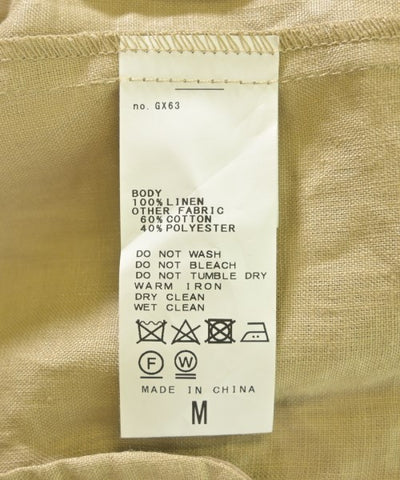 no. GX63
BODY
100% LINEN
OTHER FABRIC
60% COTTON
40% POLYESTER
DO NOT WASH
DO NOT BLEACH
DO NOT TUMBLE DRY
WARM IRON
DRY CLEAN
WET CLEAN
F W
MADE IN CHINA
M